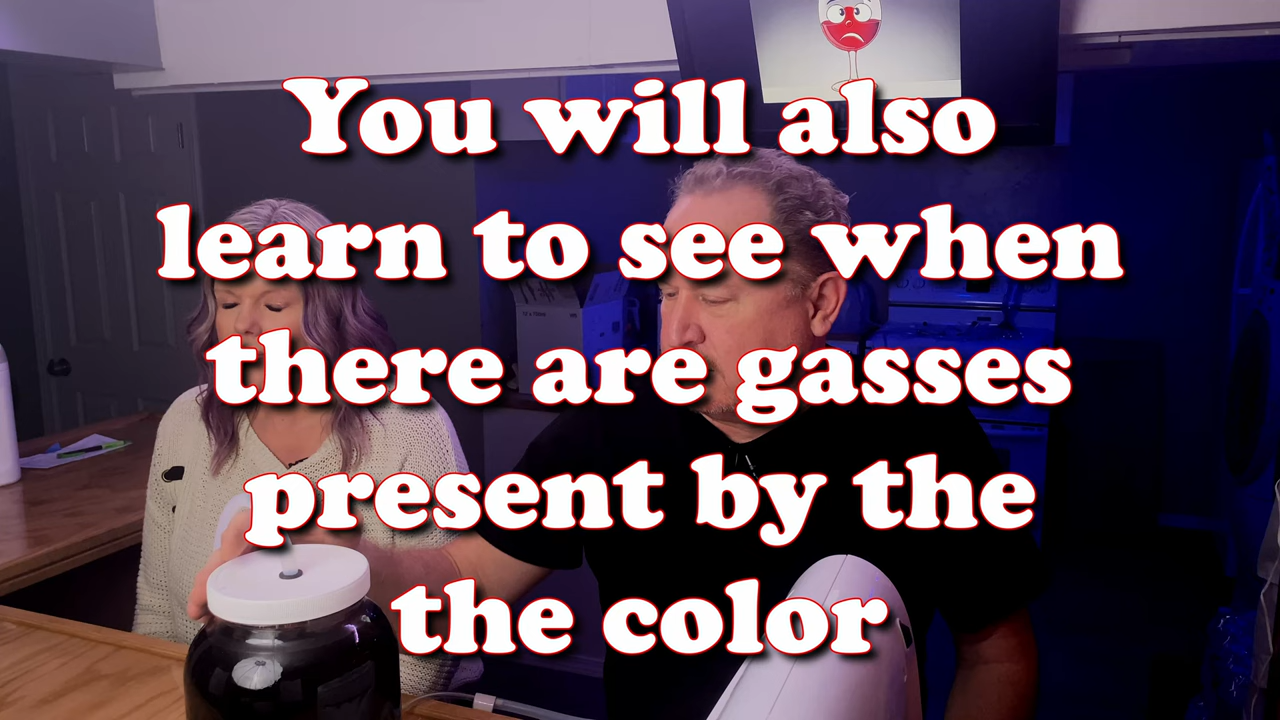 You will also
learn to see when
there are gasses
present by the
the color